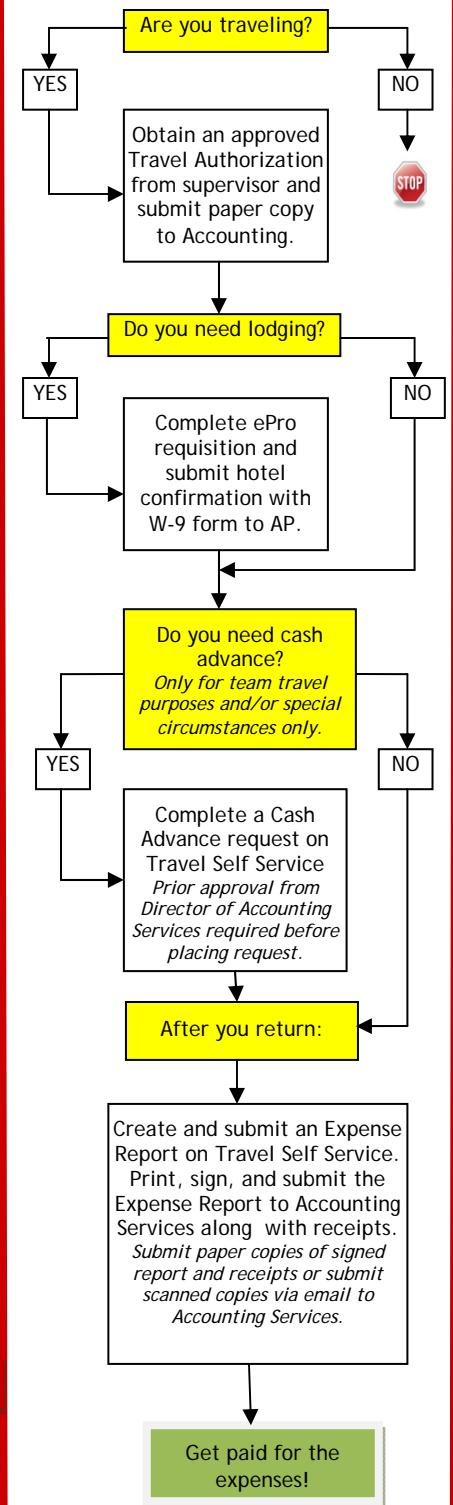 Are you traveling?
YES
NO
Obtain an approved
Travel Authorization
from supervisor and
submit paper copy
to Accounting.
STOP
Do you need lodging?
YES
NO
Complete ePro
requisition and
submit hotel
confirmation with
W-9 form to AP.
Do you need cash
advance?
Only for team travel
purposes and/or special
circumstances only.
YES
NO
Complete a Cash
Advance request on
Travel Self Service
Prior approval from
Director of Accounting
Services required before
placing request.
After you return:
Create and submit an Expense
Report on Travel Self Service.
Print, sign, and submit the
Expense Report to Accounting
Services along with receipts.
Submit paper copies of signed
report and receipts or submit
scanned copies via email to
Accounting Services.
Get paid for the
expenses!